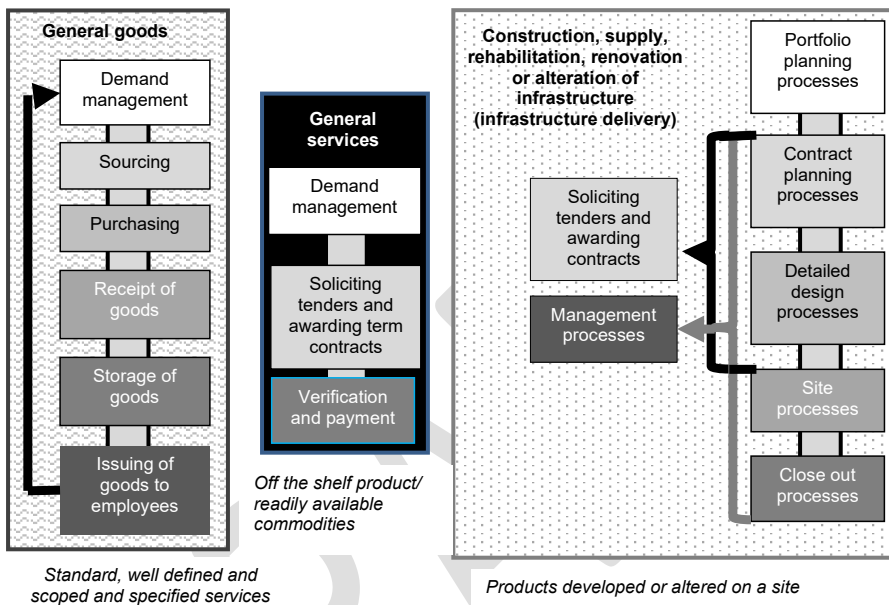 General goods
Demand
management
Sourcing
Purchasing
Receipt of
goods
Storage of
goods
Issuing of
goods to
employees
Standard, well defined and
scoped and specified services
General
services
Demand
management
Soliciting
tenders and
awarding term
contracts
Verification
and payment
Off the shelf product/
readily available
commodities
Construction, supply,
rehabilitation, renovation
or alteration of
infrastructure
(infrastructure delivery)
Soliciting
tenders and
awarding
contracts
Management
processes
Portfolio
planning
processes
Contract
planning
processes
Detailed
design
processes
Site
processes
Close out
processes
Products developed or altered on a site